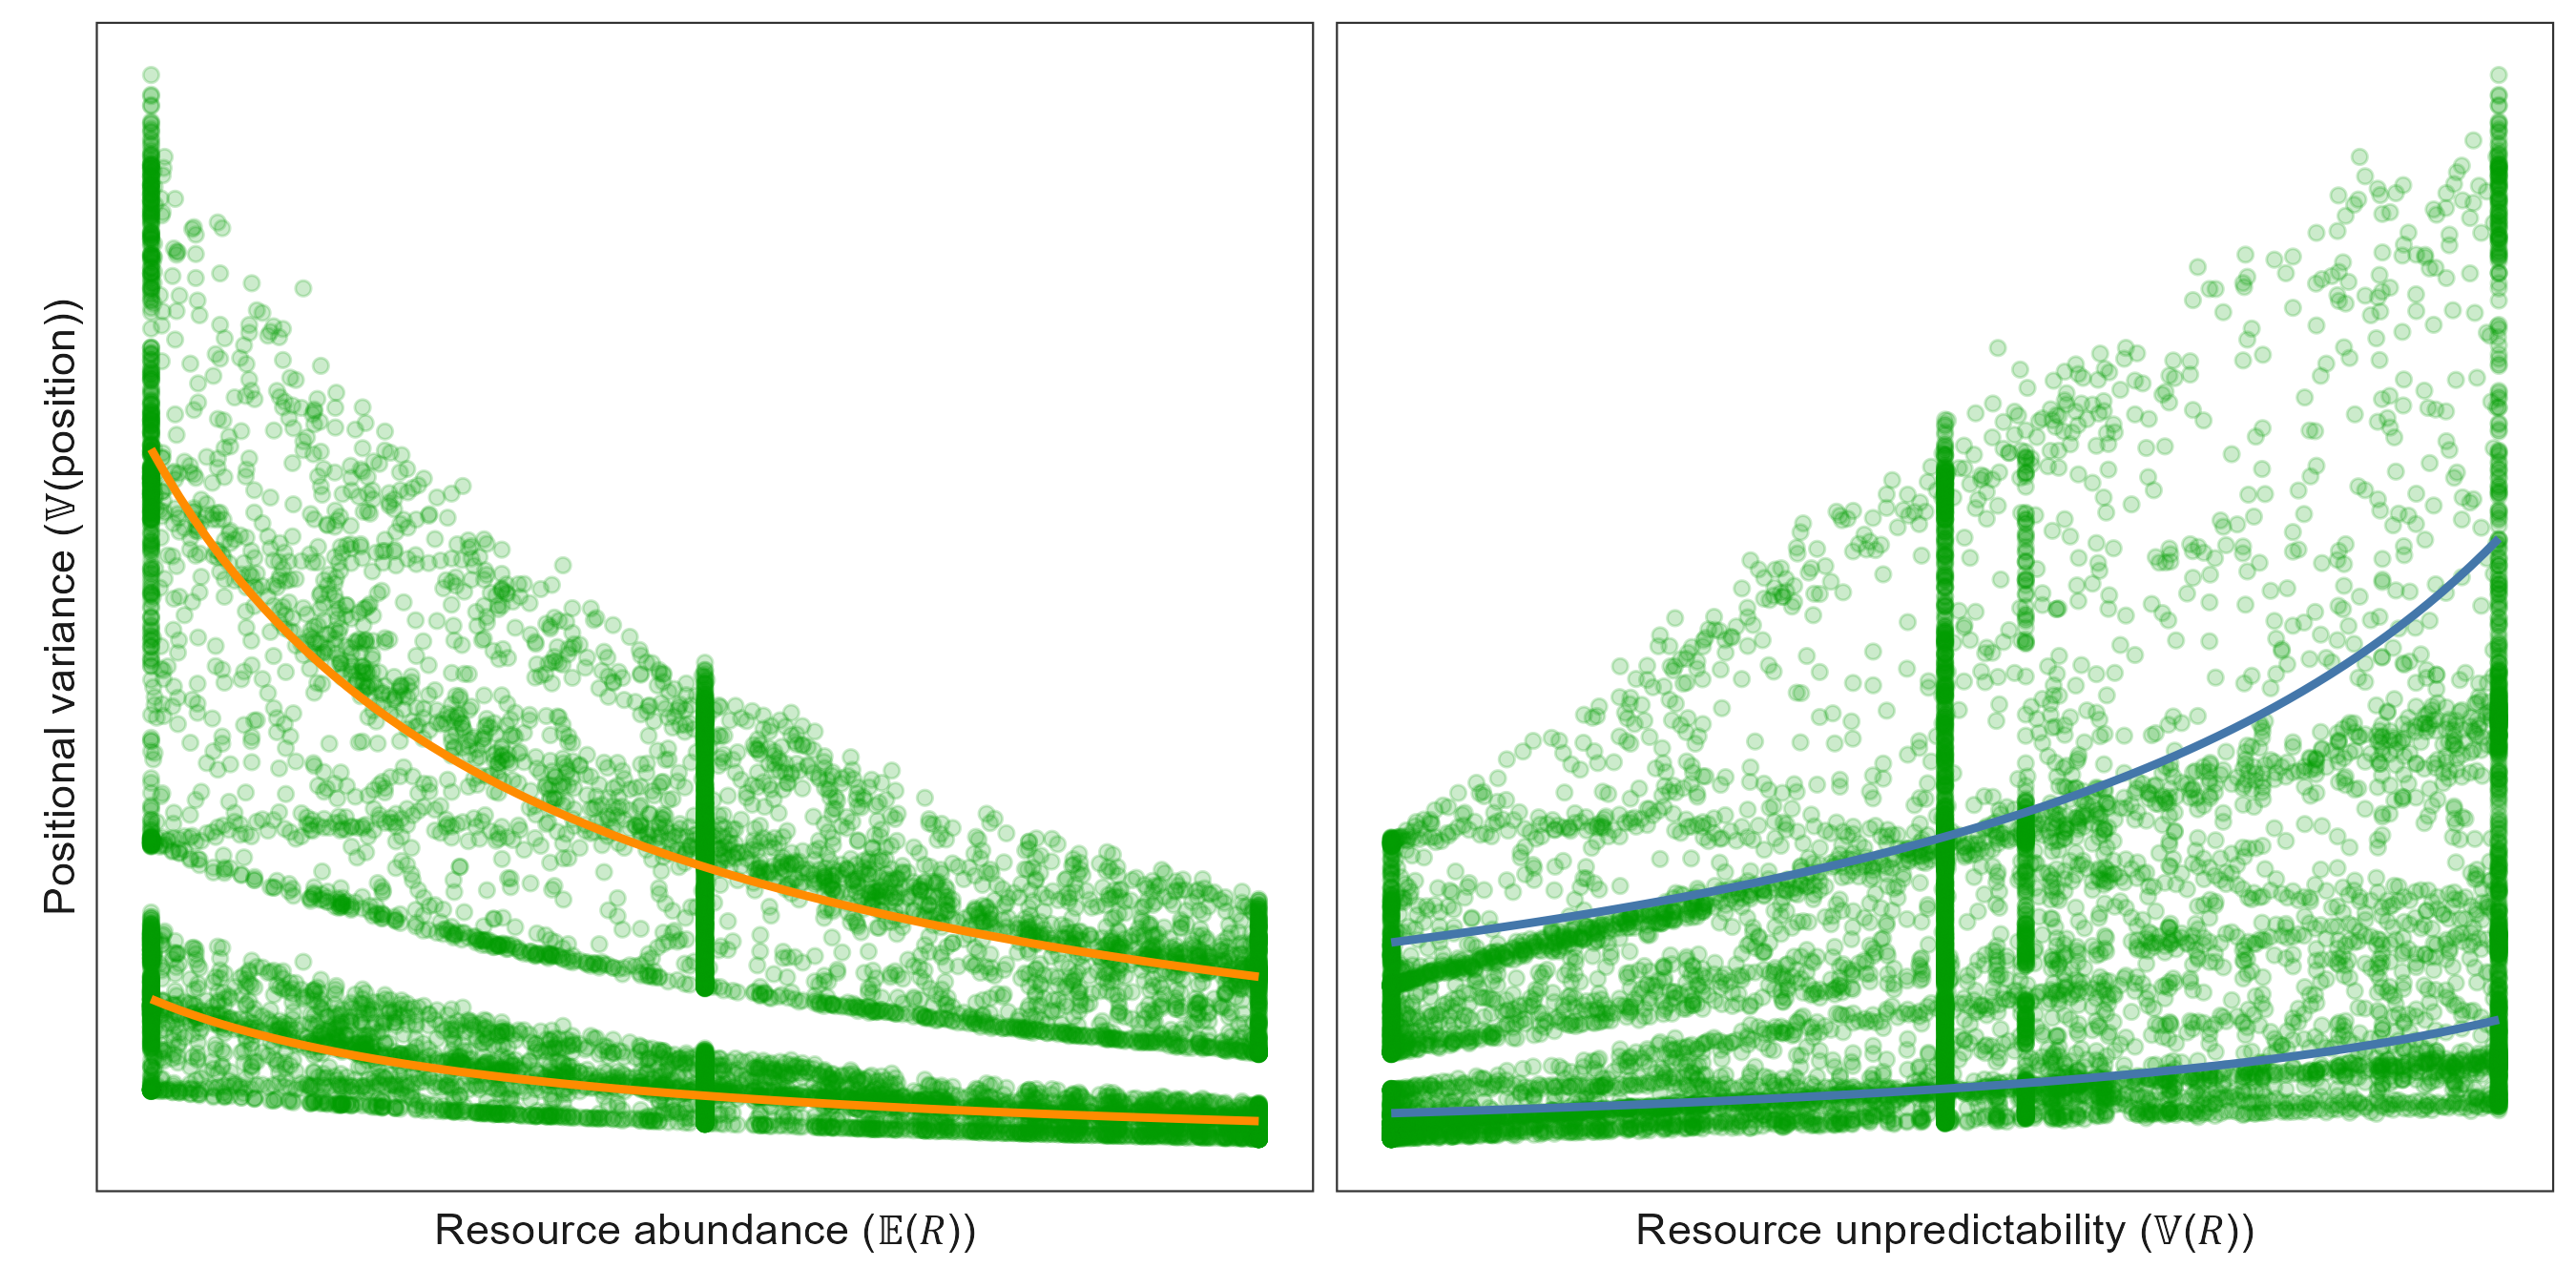 Positional variance (𝕍(position))
Resource abundance (𝔼(R))
Resource unpredictability (𝕍(R))